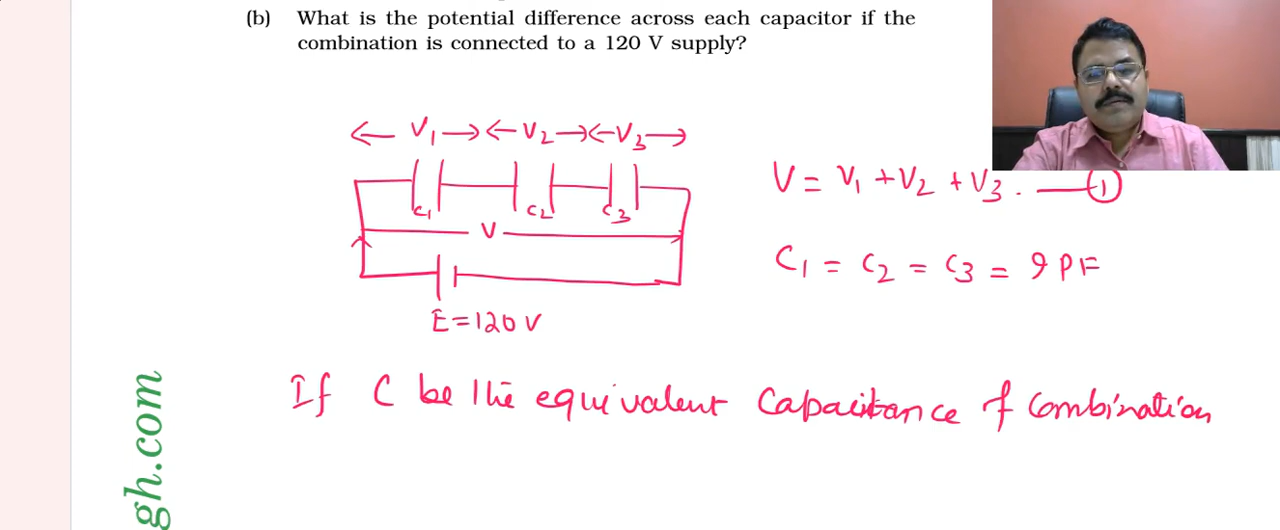 (b) What is the potential difference across each capacitor if the
combination is connected to a 120 V supply?
← V₁ →← V₂ →← V₃ →
C₁ C₂ C₃
V
E = 120 V
V = V₁ + V₂ + V₃. — ①
C₁ = C₂ = C₃ = 9 PF
If C be the equivalent Capacitance of Combination
gh.com